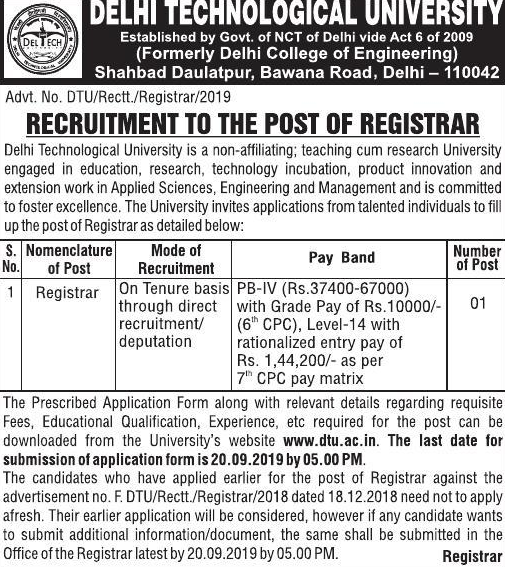 DELHI TECHNOLOGICAL UNIVERSITY
Established by Govt. of NCT of Delhi vide Act 6 of 2009
(Formerly Delhi College of Engineering)
Shahbad Daulatpur, Bawana Road, Delhi – 110042
DELTECH
Advt. No. DTU/Rectt./Registrar/2019
RECRUITMENT TO THE POST OF REGISTRAR
Delhi Technological University is a non-affiliating; teaching cum research University
engaged in education, research, technology incubation, product innovation and
extension work in Applied Sciences, Engineering and Management and is committed
to foster excellence. The University invites applications from talented individuals to fill
up the post of Registrar as detailed below:
S. No. Nomenclature of Post Mode of Recruitment Pay Band Number of Post
1 Registrar On Tenure basis PB-IV (Rs.37400-67000) 01
through direct with Grade Pay of Rs.10000/-
recruitment/ (6th CPC), Level-14 with
deputation rationalized entry pay of
Rs. 1,44,200/- as per
7th CPC pay matrix
The Prescribed Application Form along with relevant details regarding requisite
Fees, Educational Qualification, Experience, etc required for the post can be
downloaded from the University's website www.dtu.ac.in. The last date for
submission of application form is 20.09.2019 by 05.00 PM.
The candidates who have applied earlier for the post of Registrar against the
advertisement no. F. DTU/Rectt./Registrar/2018 dated 18.12.2018 need not to apply
afresh. Their earlier application will be considered, however if any candidate wants
to submit additional information/document, the same shall be submitted in the
Office of the Registrar latest by 20.09.2019 by 05.00 PM.
Registrar